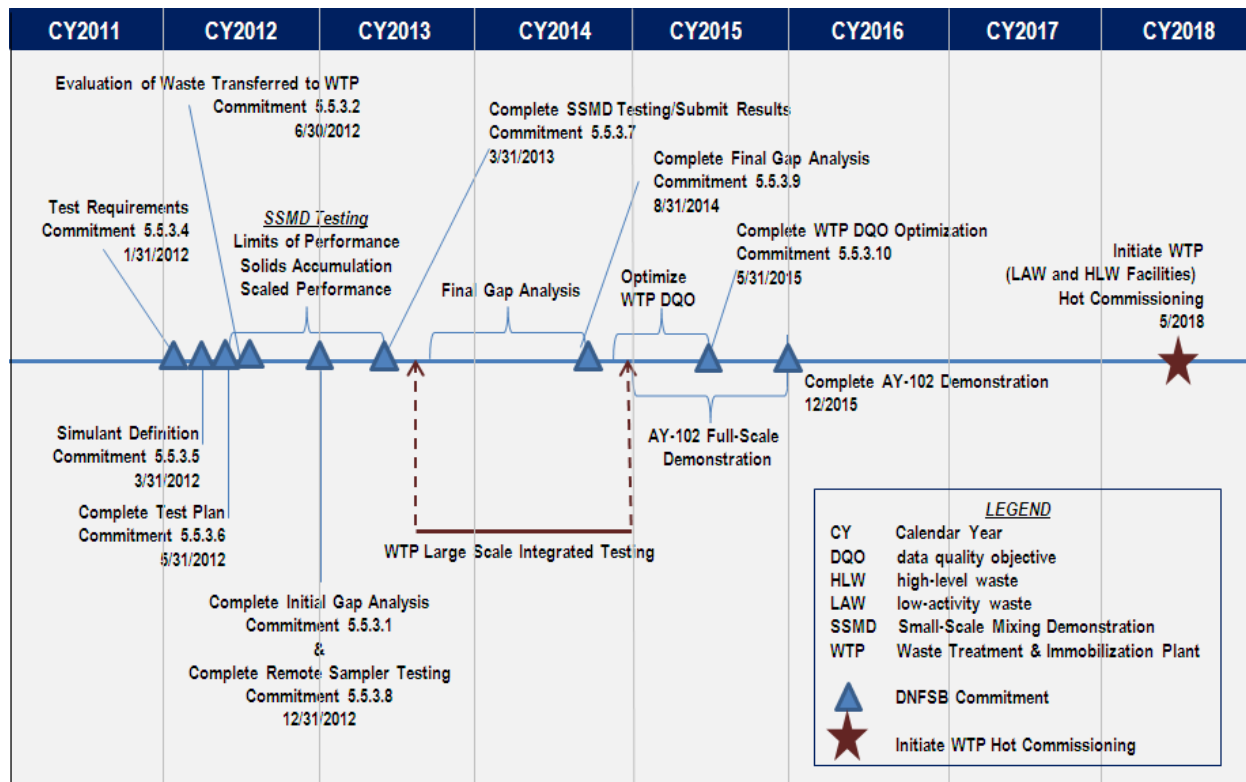 CY2011 CY2012 CY2013 CY2014 CY2015 CY2016 CY2017 CY2018
Evaluation of Waste Transferred to WTP
Commitment 5.5.3.2
6/30/2012
Complete SSMD Testing/Submit Results
Commitment 5.5.3.7
3/31/2013
Complete Final Gap Analysis
Commitment 5.5.3.9
8/31/2014
Test Requirements
Commitment 5.5.3.4
1/31/2012
SSMD Testing
Limits of Performance
Solids Accumulation
Scaled Performance
Final Gap Analysis
Optimize
WTP DQO
Complete WTP DQO Optimization
Commitment 5.5.3.10
5/31/2015
Initiate WTP
(LAW and HLW Facilities)
Hot Commissioning
5/2018
Complete AY-102 Demonstration
12/2015
Simulant Definition
Commitment 5.5.3.5
3/31/2012
AY-102 Full-Scale
Demonstration
Complete Test Plan
Commitment 5.5.3.6
5/31/2012
WTP Large Scale Integrated Testing
Complete Initial Gap Analysis
Commitment 5.5.3.1
&
Complete Remote Sampler Testing
Commitment 5.5.3.8
12/31/2012
LEGEND
CY Calendar Year
DQO data quality objective
HLW high-level waste
LAW low-activity waste
SSMD Small-Scale Mixing Demonstration
WTP Waste Treatment & Immobilization Plant
DNFSB Commitment
Initiate WTP Hot Commissioning